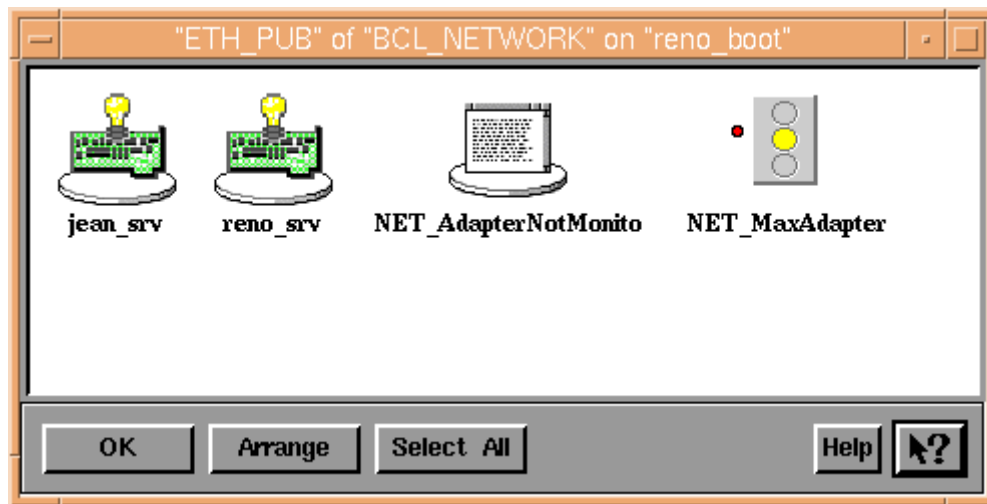 "ETH_PUB" of "BCL_NETWORK" on "reno_boot"
jean_srv reno_srv NET_AdapterNotMonito NET_MaxAdapter
OK Arrange Select All Help ?